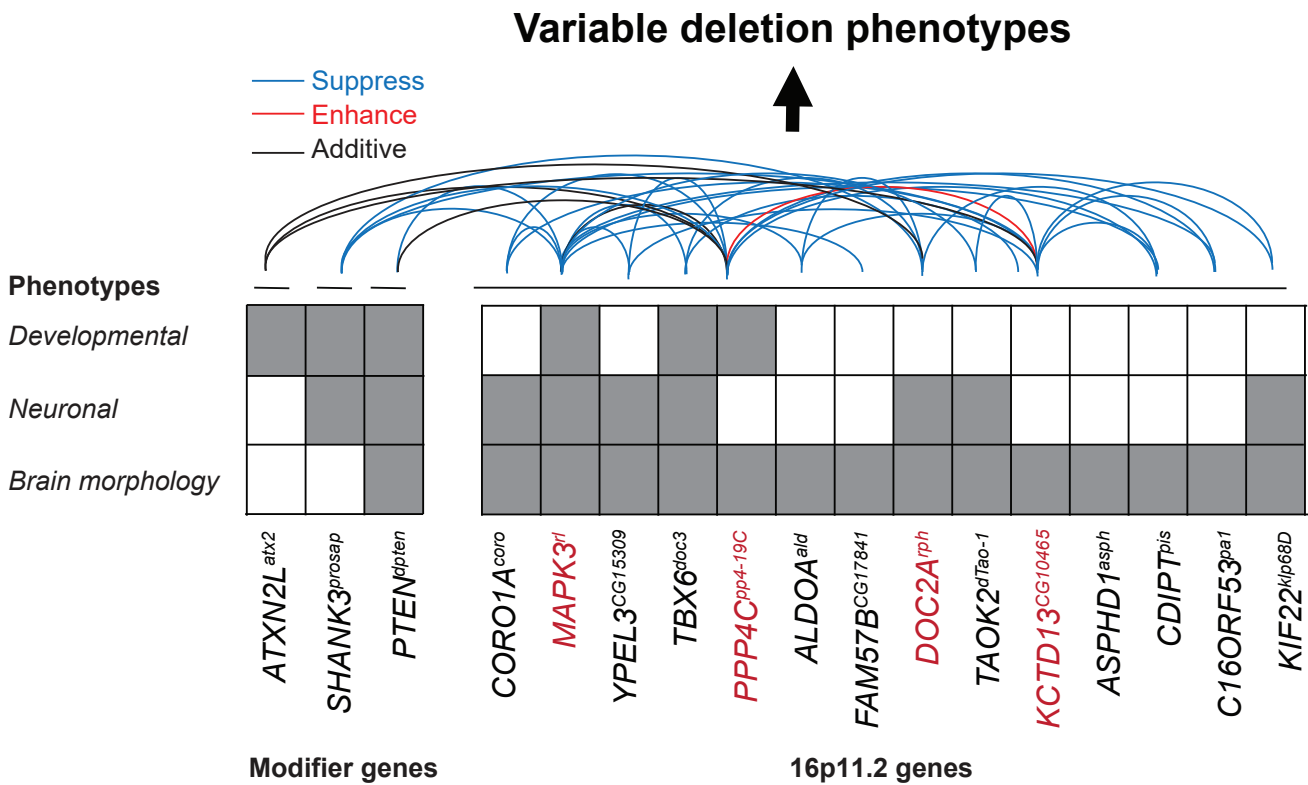 Variable deletion phenotypes
Suppress
Enhance
Additive
Phenotypes
Developmental
Neuronal
Brain morphology
ATXN2L^atx2
SHANK3^prosap
PTEN^dpten
CORO1A^coro
MAPK3^rl
YPEL3^CG15309
TBX6^doc3
PPP4C^pp4-19C
ALDOA^ald
FAM57B^CG17841
DOC2A^rph
TAOK2^dTao-1
KCTD13^CG10465
ASPHD1^asph
CDIPT^pis
C16ORF53^pa1
KIF22^klp68D
Modifier genes
16p11.2 genes